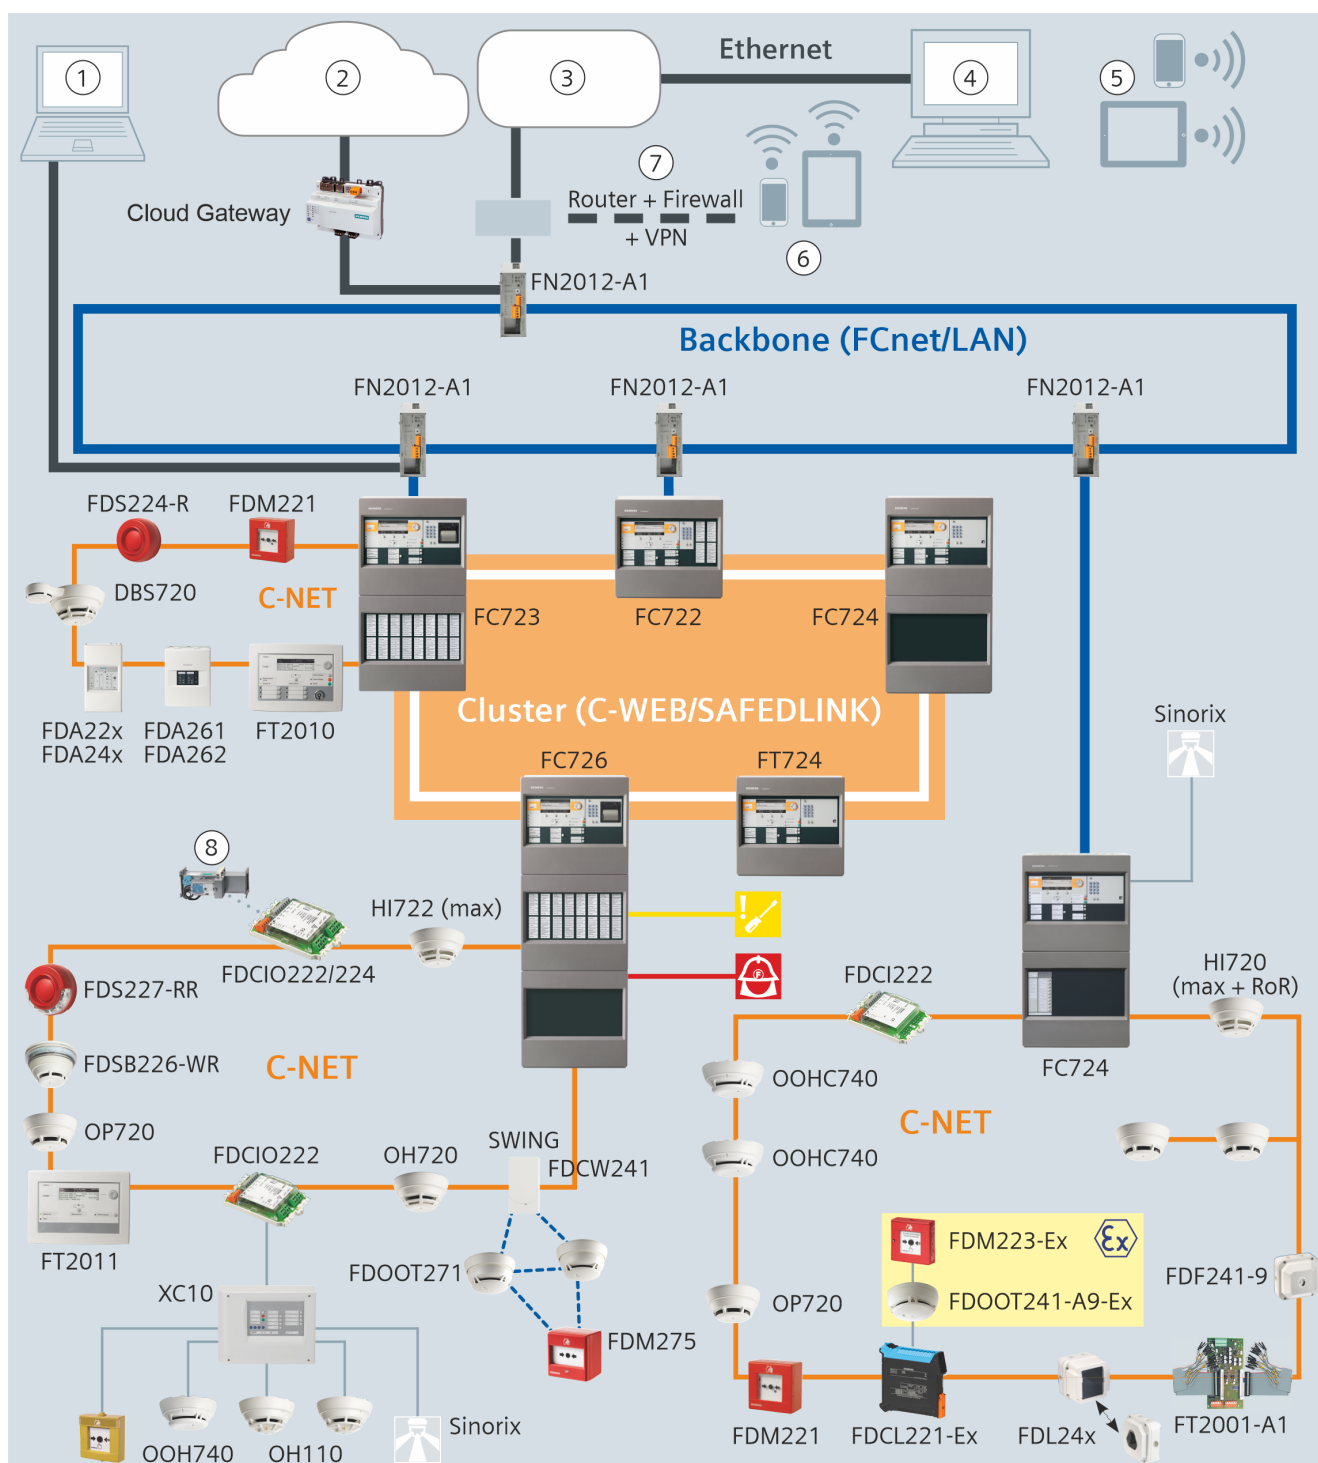 Ethernet
1
2
3
4
5
7
Router + Firewall
+ VPN
Cloud Gateway
6
FN2012-A1
Backbone (FCnet/LAN)
FN2012-A1
FN2012-A1
FN2012-A1
FDS224-R
FDM221
DBS720
C-NET
FC723
FC722
FC724
FDA22x
FDA24x
FDA261
FDA262
FT2010
Cluster (C-WEB/SAFEDLINK)
Sinorix
FC726
FT724
8
HI722 (max)
FDCIO222/224
FDS227-RR
F
FDCI222
HI720
(max + RoR)
FDSB226-WR
C-NET
FC724
OOHC740
OP720
C-NET
SWING
FDCIO222
OH720
FDCW241
OOHC740
FT2011
FDOOT271
FDM223-Ex
Ex
FDF241-9
XC10
OP720
FDOOT241-A9-Ex
FDM275
Sinorix
FDM221
FDCL221-Ex
FDL24x
FT2001-A1
OOH740
OH110